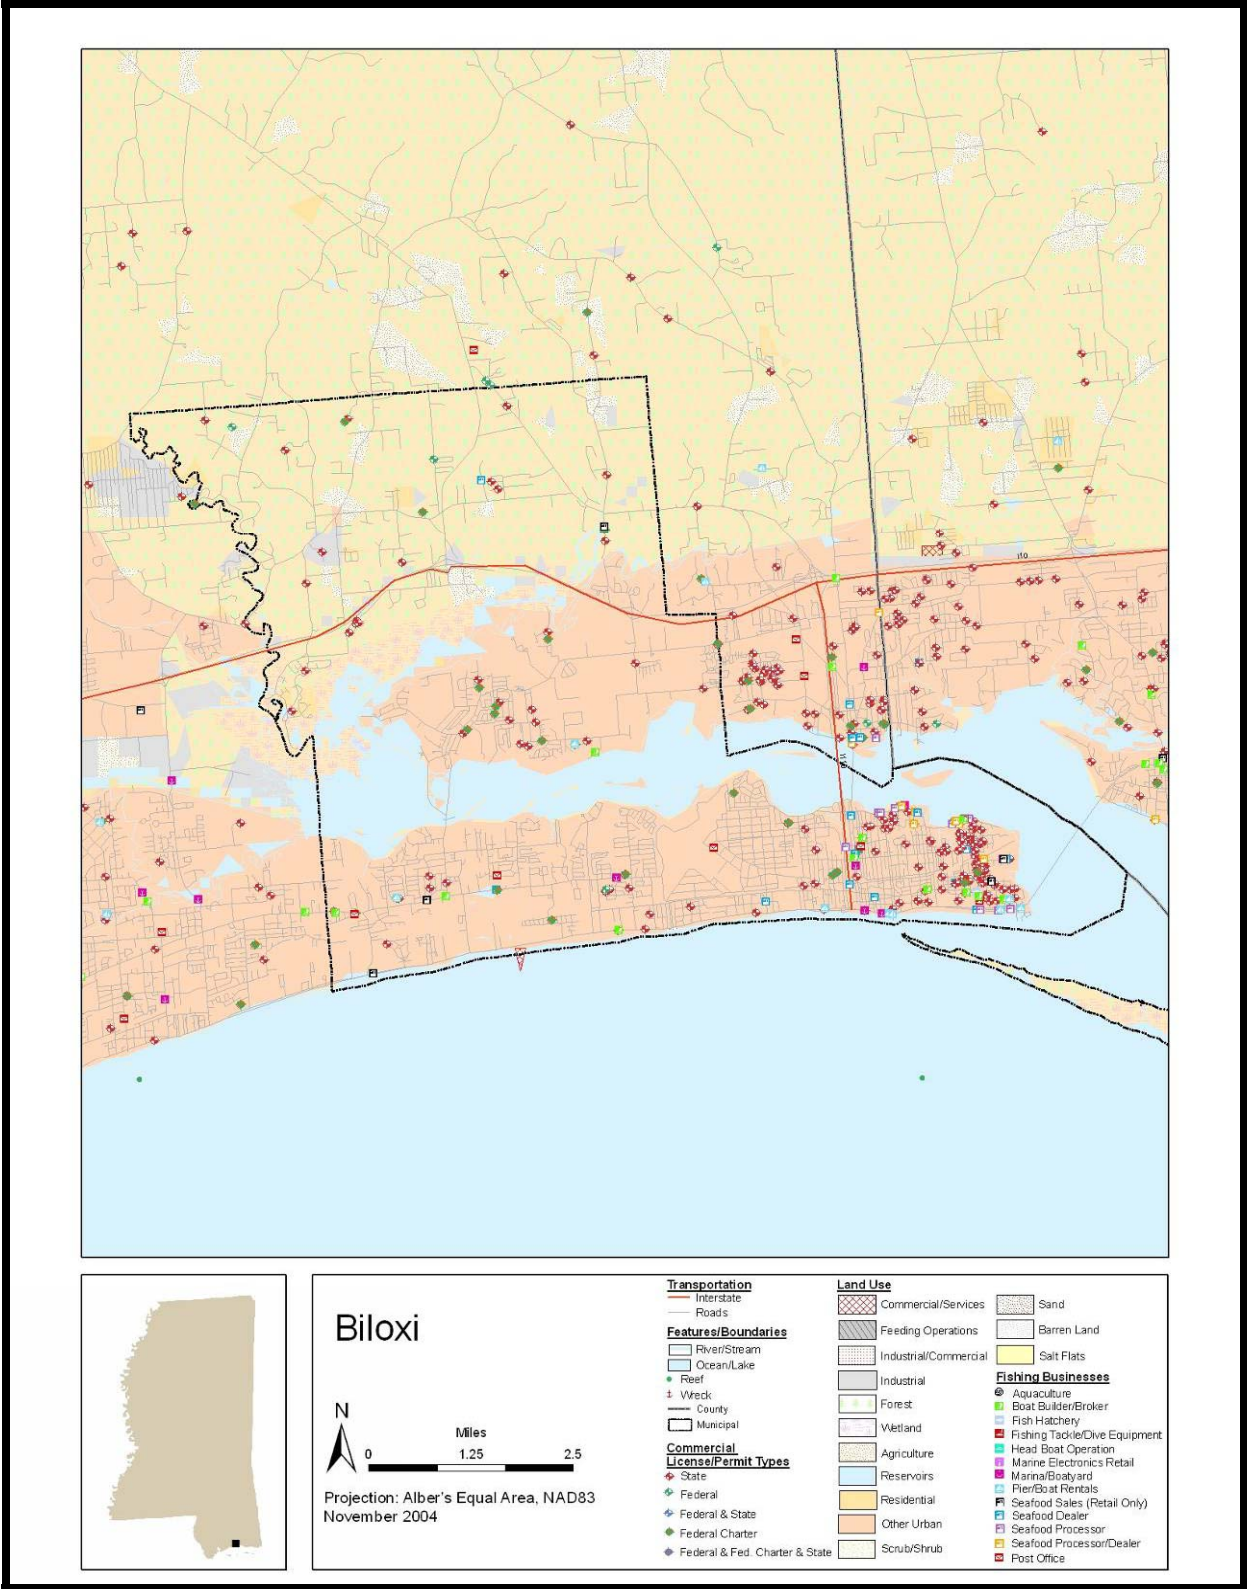 I10
I110
Biloxi
N
Miles
0 1.25 2.5
Projection: Alber's Equal Area, NAD83
November 2004
Transportation
Interstate
Roads
Features/Boundaries
River/Stream
Ocean/Lake
Reef
Wreck
County
Municipal
Commercial
License/Permit Types
State
Federal
Federal & State
Federal Charter
Federal & Fed. Charter & State
Land Use
Commercial/Services
Feeding Operations
Industrial/Commercial
Industrial
Forest
Wetland
Agriculture
Reservoirs
Residential
Other Urban
Scrub/Shrub
Sand
Barren Land
Salt Flats
Fishing Businesses
Aquaculture
Boat Builder/Broker
Fish Hatchery
Fishing Tackle/Dive Equipment
Head Boat Operation
Marine Electronics Retail
Marina/Boatyard
Pier/Boat Rentals
Seafood Sales (Retail Only)
Seafood Dealer
Seafood Processor
Seafood Processor/Dealer
Post Office